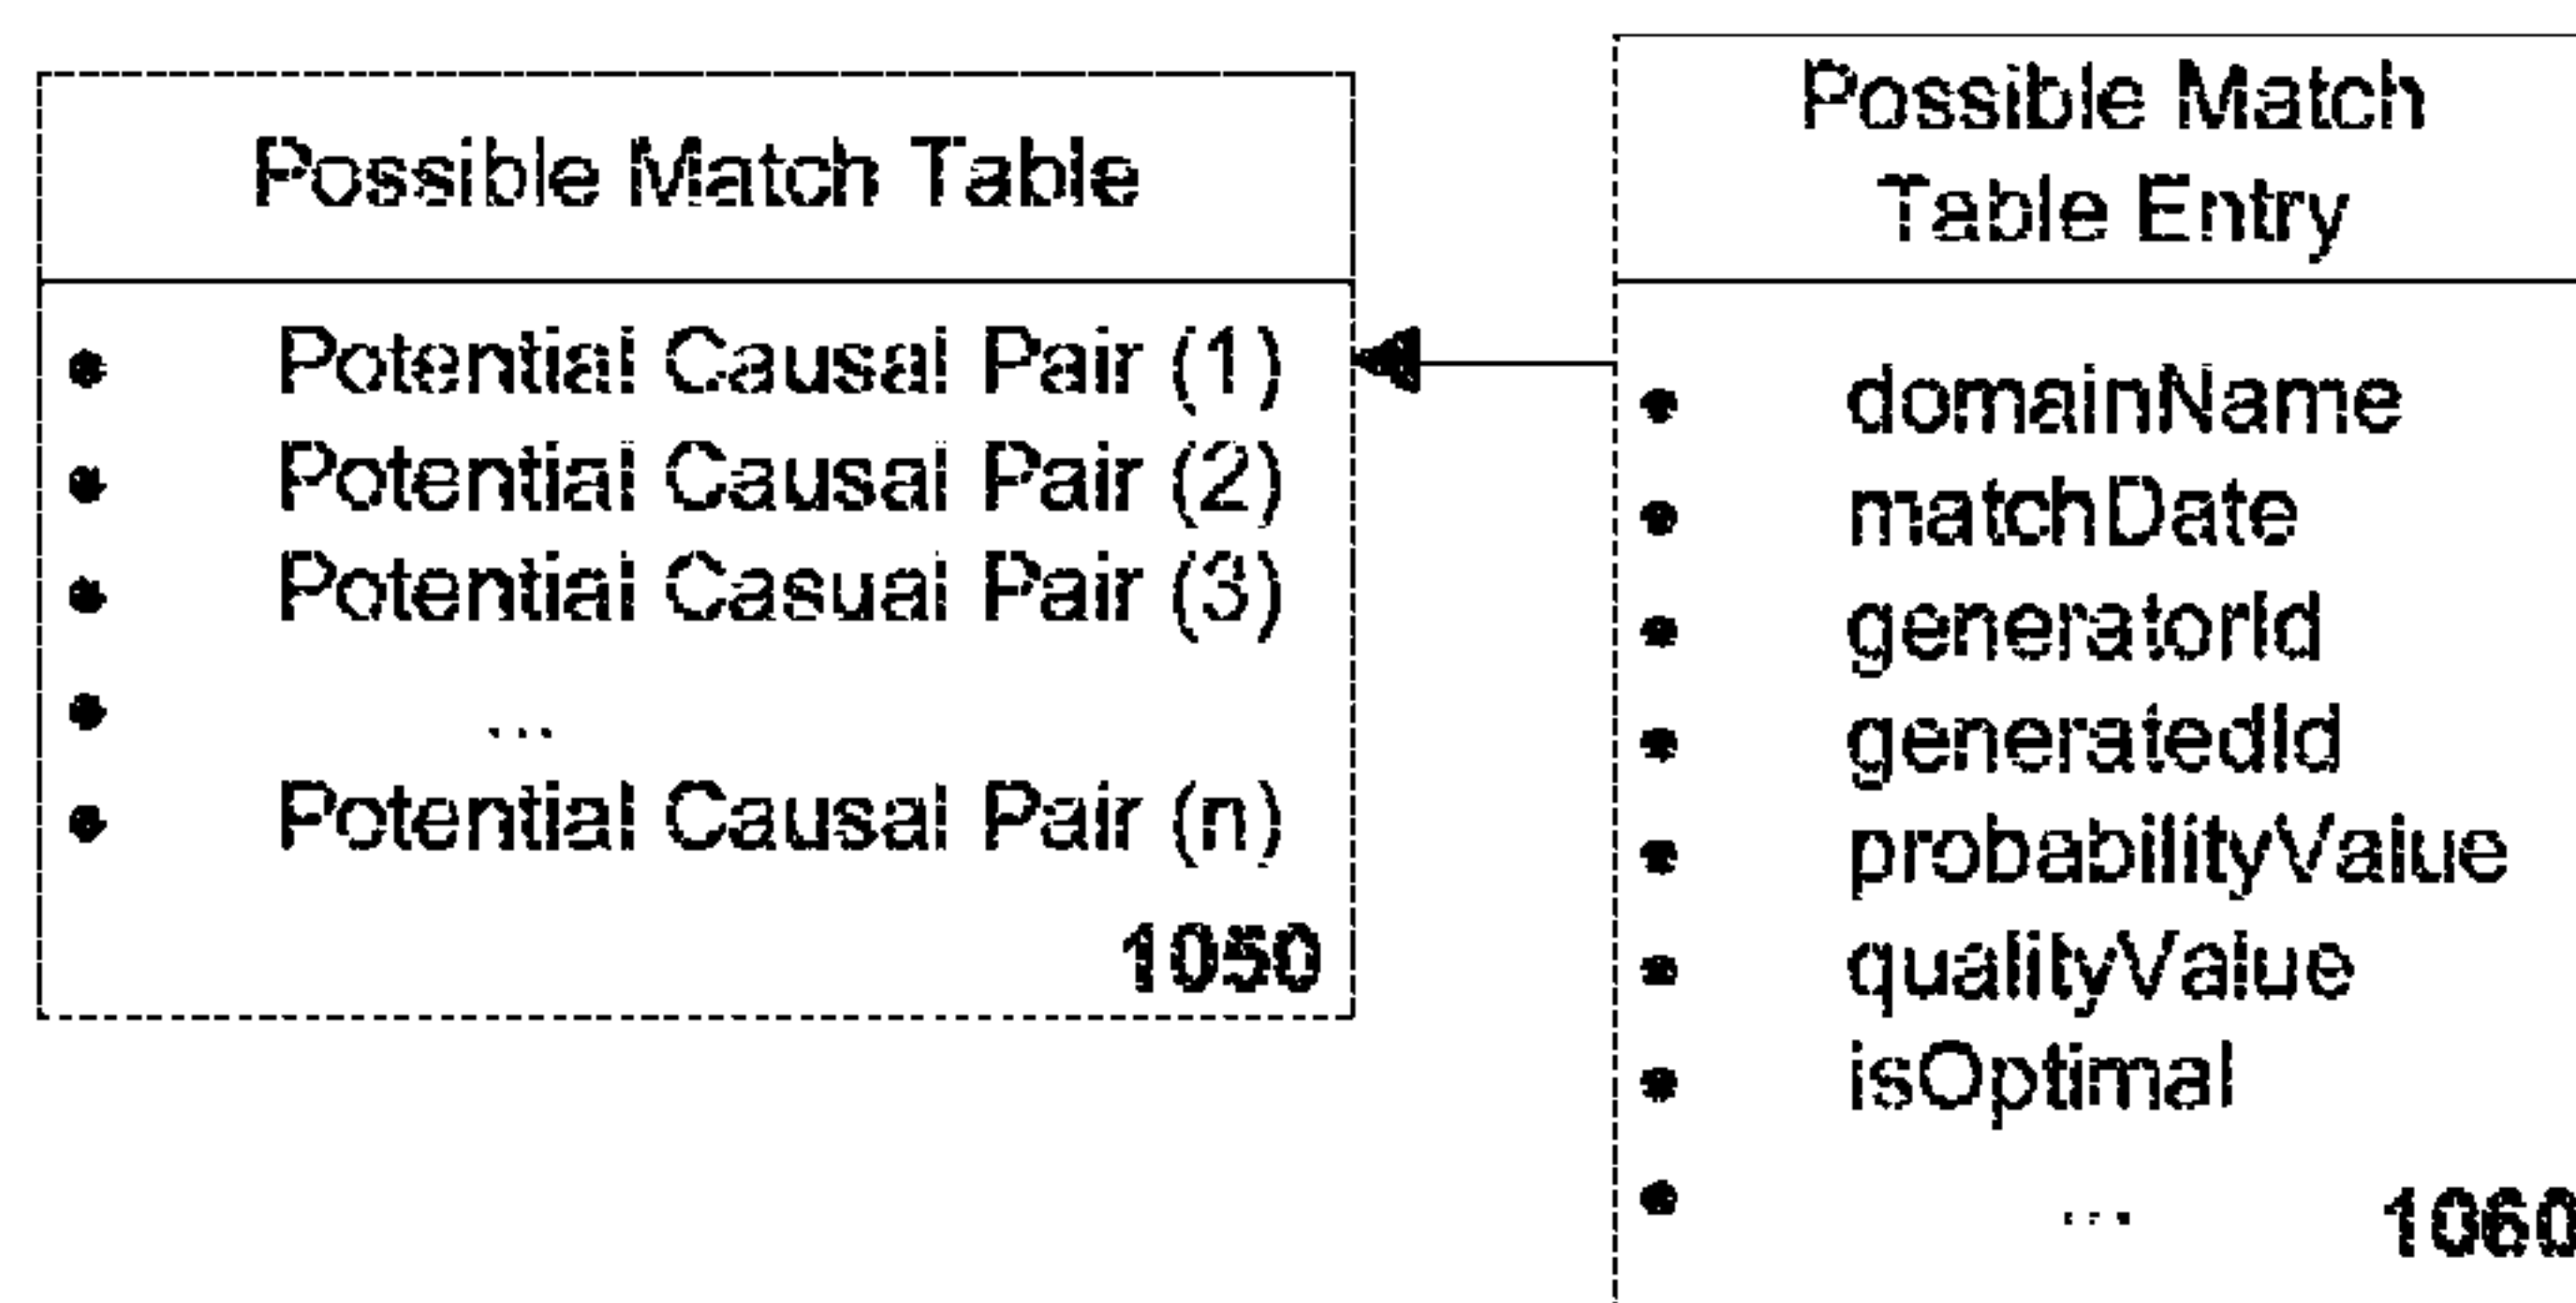 Possible Match Table
• Potential Causal Pair (1)
• Potential Causal Pair (2)
• Potential Casual Pair (3)
• ...
• Potential Causal Pair (n)
1050
Possible Match
Table Entry
• domainName
• matchDate
• generatorId
• generatedId
• probabilityValue
• qualityValue
• isOptimal
• ...
1060